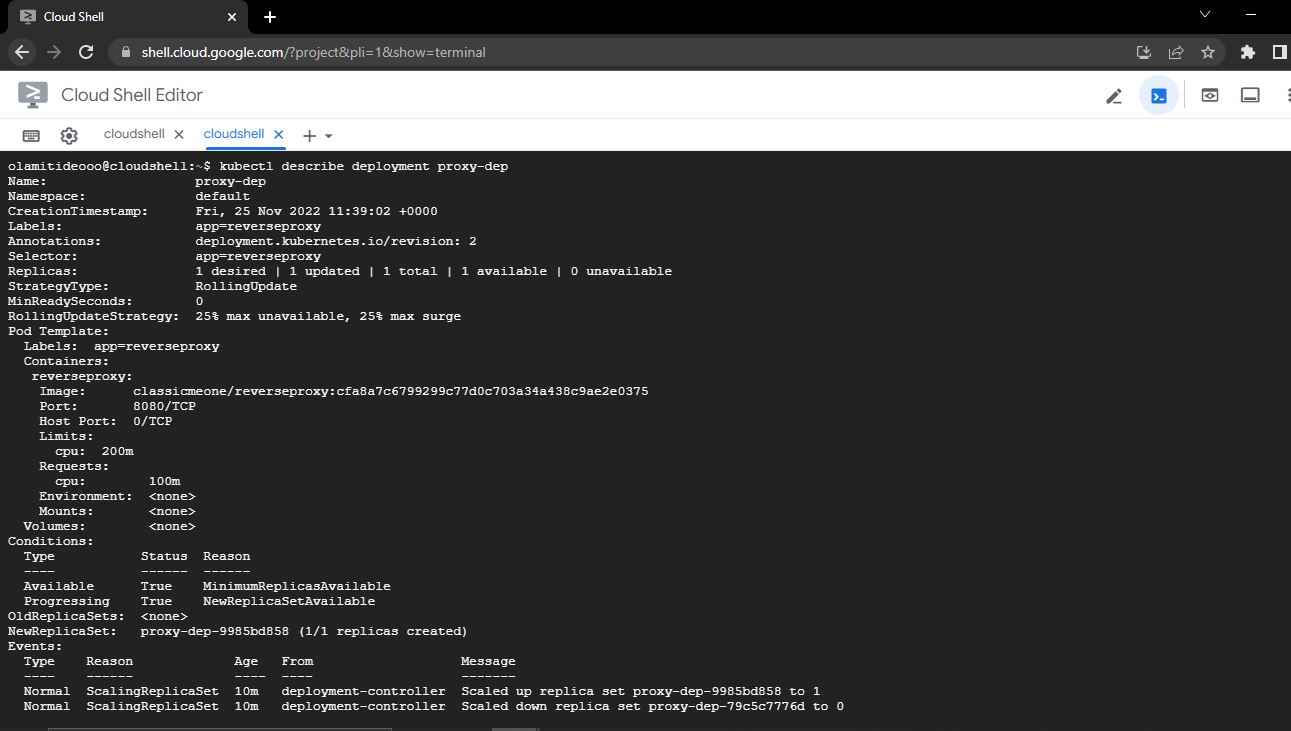 Cloud Shell
shell.cloud.google.com/?project&pli=1&show=terminal
Cloud Shell Editor
cloudshell cloudshell
olamitideooo@cloudshell:~$ kubectl describe deployment proxy-dep
Name:                   proxy-dep
Namespace:              default
CreationTimestamp:      Fri, 25 Nov 2022 11:39:02 +0000
Labels:                 app=reverseproxy
Annotations:            deployment.kubernetes.io/revision: 2
Selector:               app=reverseproxy
Replicas:               1 desired | 1 updated | 1 total | 1 available | 0 unavailable
StrategyType:           RollingUpdate
MinReadySeconds:        0
RollingUpdateStrategy:  25% max unavailable, 25% max surge
Pod Template:
  Labels:  app=reverseproxy
  Containers:
   reverseproxy:
    Image:      classicmeone/reverseproxy:cfa8a7c6799299c77d0c703a34a438c9ae2e0375
    Port:       8080/TCP
    Host Port:  0/TCP
    Limits:
      cpu:  200m
    Requests:
      cpu:        100m
    Environment:  <none>
    Mounts:       <none>
  Volumes:        <none>
Conditions:
  Type           Status  Reason
  ----           ------  ------
  Available      True    MinimumReplicasAvailable
  Progressing    True    NewReplicaSetAvailable
OldReplicaSets:  <none>
NewReplicaSet:   proxy-dep-9985bd858 (1/1 replicas created)
Events:
  Type    Reason             Age   From                   Message
  ----    ------             ----  ----                   -------
  Normal  ScalingReplicaSet  10m   deployment-controller  Scaled up replica set proxy-dep-9985bd858 to 1
  Normal  ScalingReplicaSet  10m   deployment-controller  Scaled down replica set proxy-dep-79c5c7776d to 0